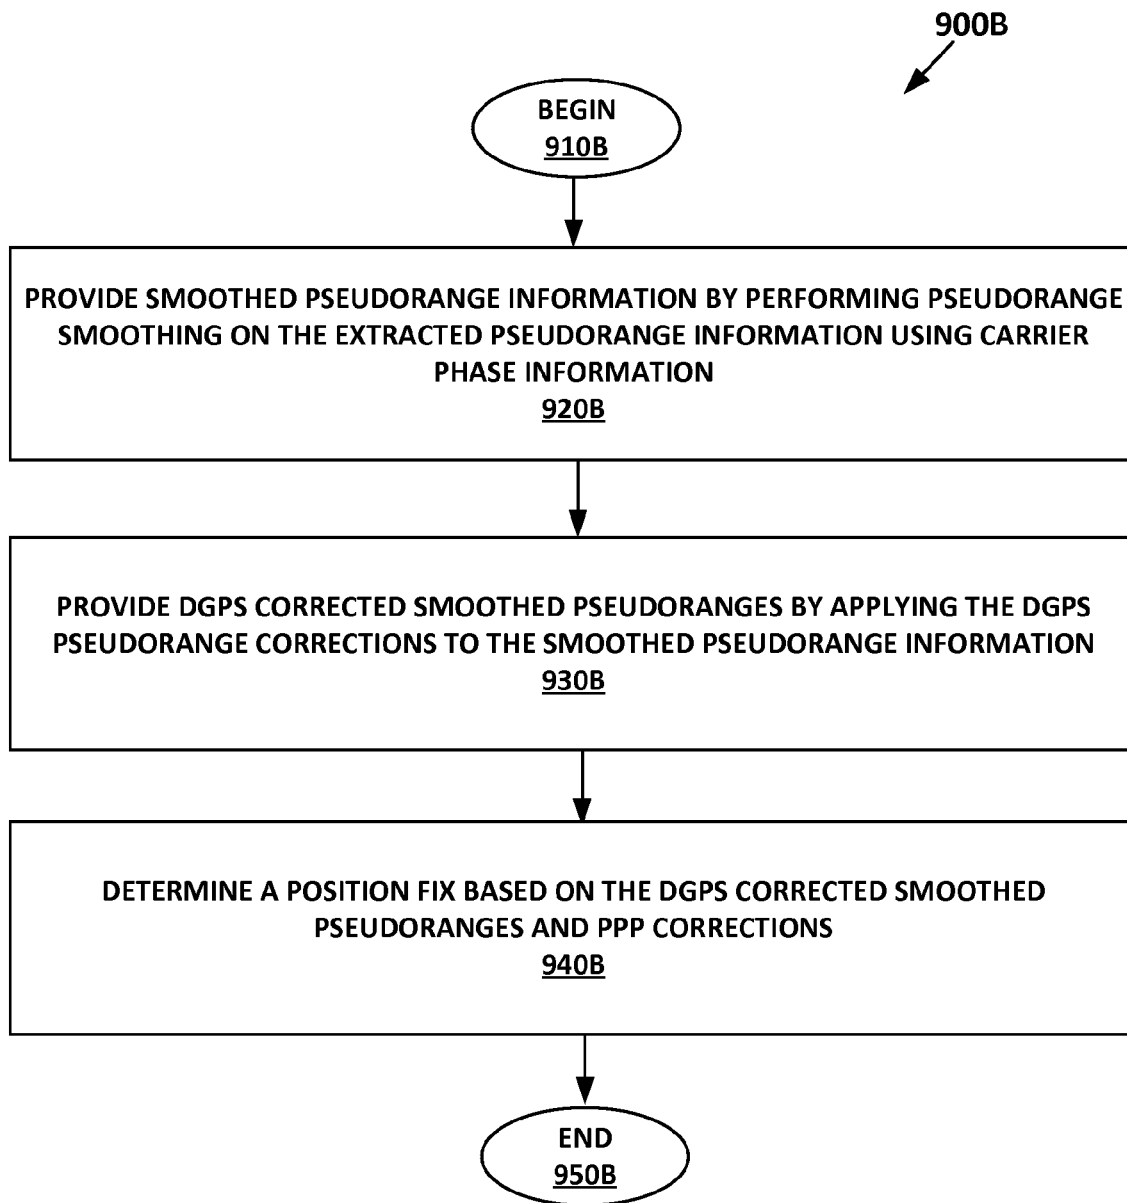 900B
BEGIN
910B
PROVIDE SMOOTHED PSEUDORANGE INFORMATION BY PERFORMING PSEUDORANGE
SMOOTHING ON THE EXTRACTED PSEUDORANGE INFORMATION USING CARRIER
PHASE INFORMATION
920B
PROVIDE DGPS CORRECTED SMOOTHED PSEUDORANGES BY APPLYING THE DGPS
PSEUDORANGE CORRECTIONS TO THE SMOOTHED PSEUDORANGE INFORMATION
930B
DETERMINE A POSITION FIX BASED ON THE DGPS CORRECTED SMOOTHED
PSEUDORANGES AND PPP CORRECTIONS
940B
END
950B